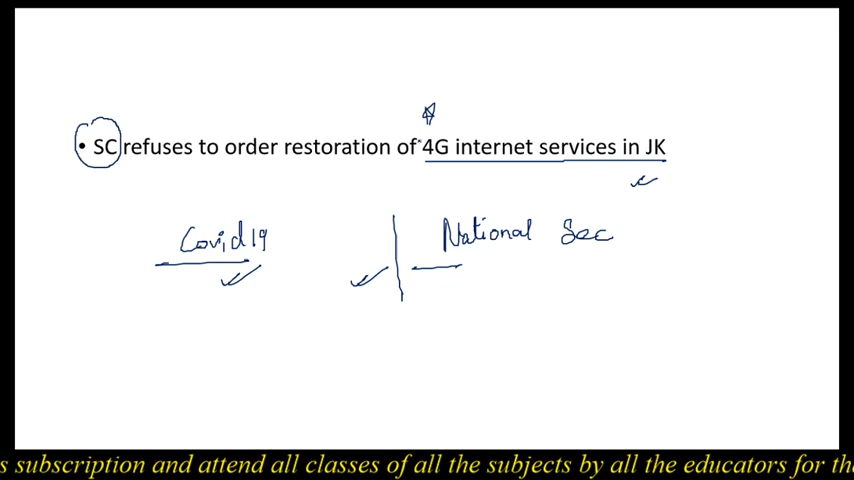 • SC refuses to order restoration of 4G internet services in JK
Covid19 National Sec
s subscription and attend all classes of all the subjects by all the educators for the